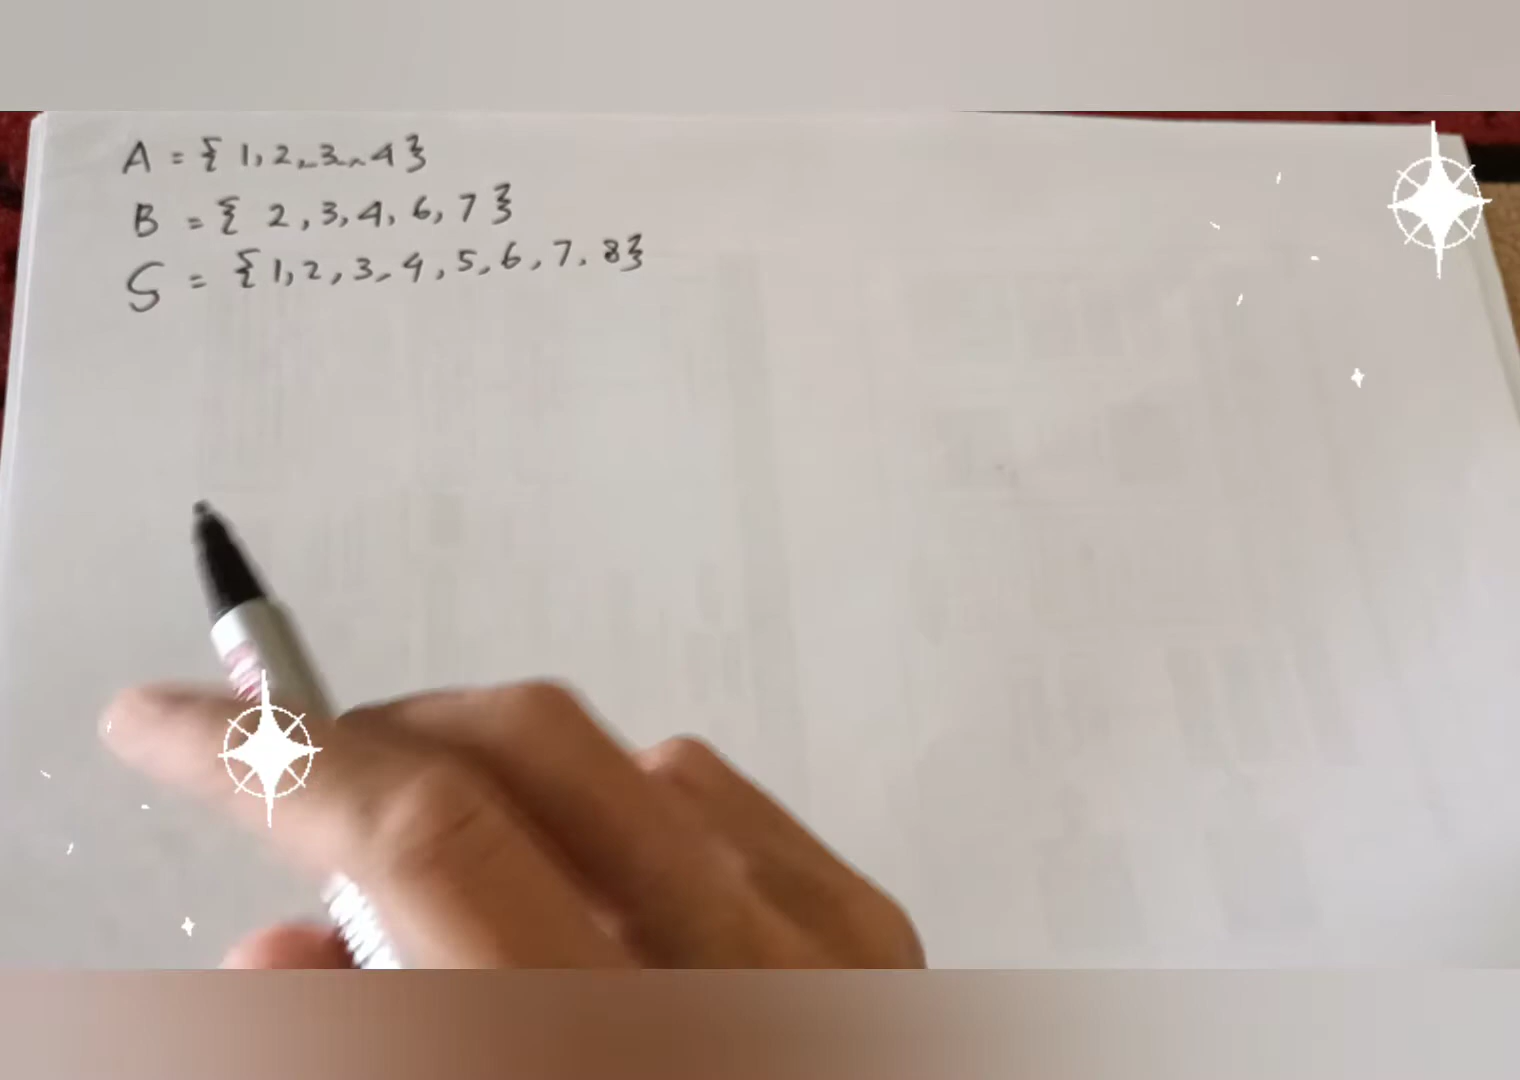 A = { 1, 2, 3, 4 }
B = { 2, 3, 4, 6, 7 }
S = { 1, 2, 3, 4, 5, 6, 7, 8 }